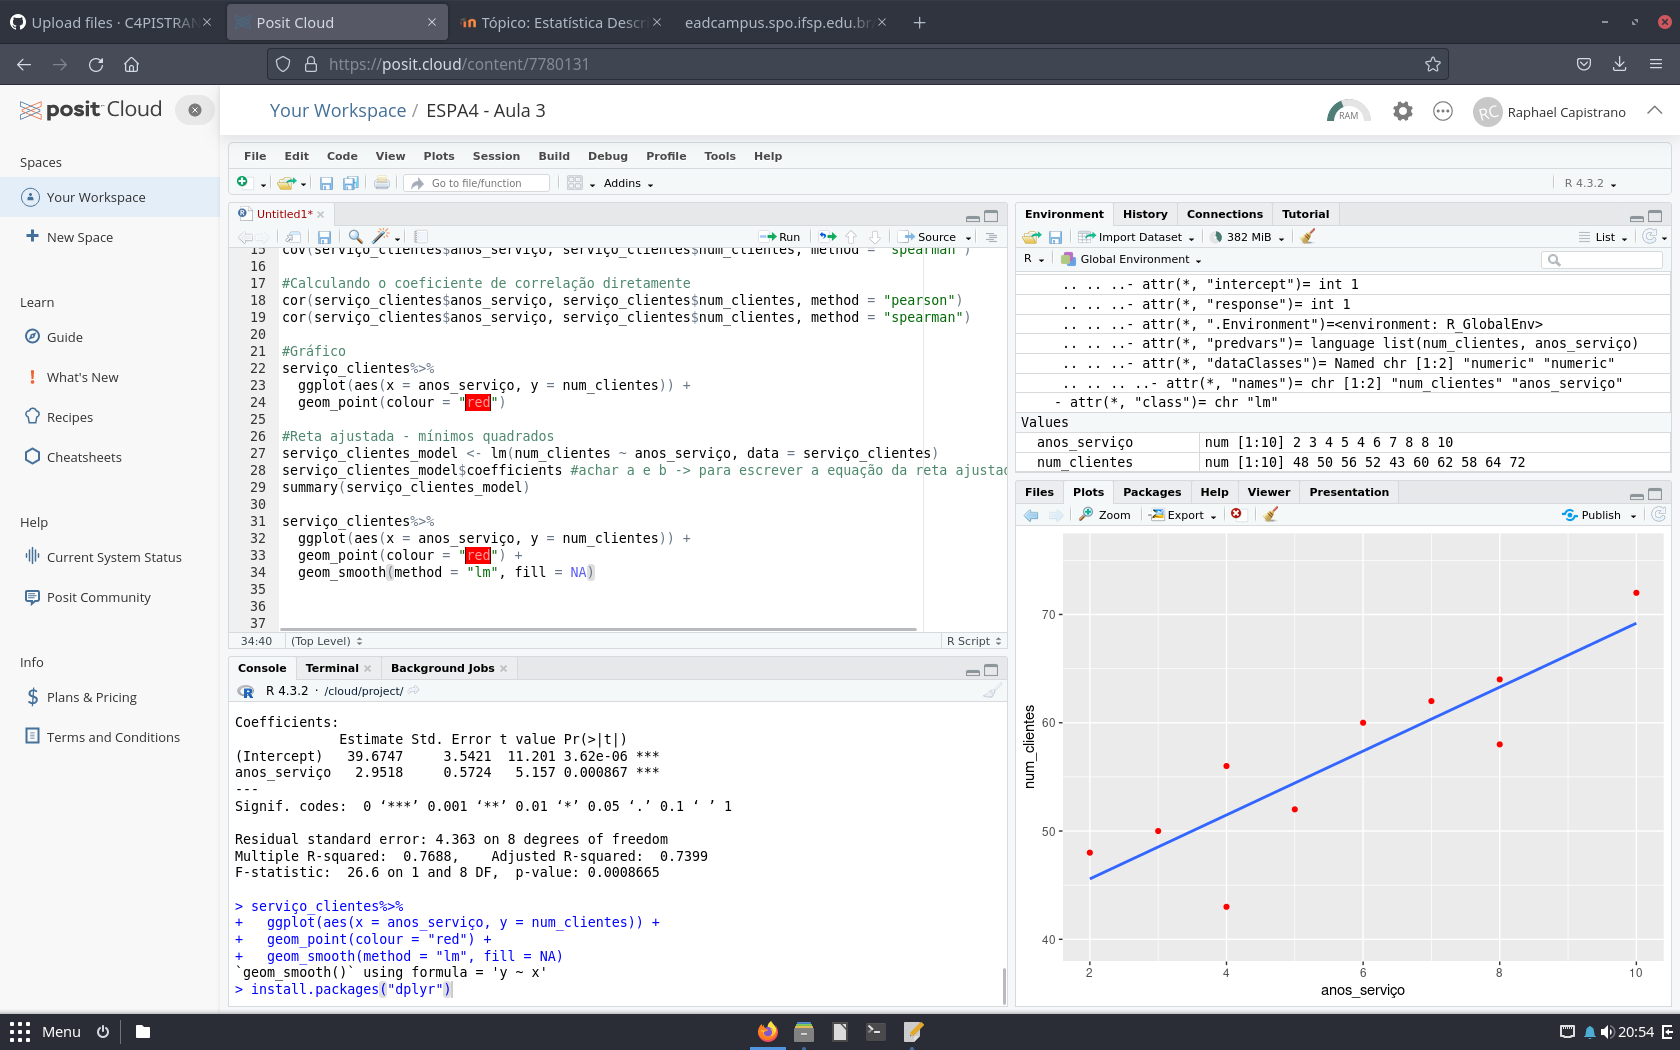 Upload files · C4PISTRAN
Posit Cloud
Tópico: Estatística Descri
eadcampus.spo.ifsp.edu.br/
https://posit.cloud/content/7780131
posit Cloud
Your Workspace / ESPA4 - Aula 3
RAM
RC
Raphael Capistrano
Spaces
Your Workspace
New Space
Learn
Guide
What's New
Recipes
Cheatsheets
Help
Current System Status
Posit Community
Info
Plans & Pricing
Terms and Conditions
File Edit Code View Plots Session Build Debug Profile Tools Help
Go to file/function
Addins
R 4.3.2
Untitled1*
Run
Source
15 cov(serviço_clientes$anos_serviço, serviço_clientes$num_clientes, method = "spearman")
16
17 #Calculando o coeficiente de correlação diretamente
18 cor(serviço_clientes$anos_serviço, serviço_clientes$num_clientes, method = "pearson")
19 cor(serviço_clientes$anos_serviço, serviço_clientes$num_clientes, method = "spearman")
20
21 #Gráfico
22 serviço_clientes%>%
23 ggplot(aes(x = anos_serviço, y = num_clientes)) +
24 geom_point(colour = "red")
25
26 #Reta ajustada - mínimos quadrados
27 serviço_clientes_model <- lm(num_clientes ~ anos_serviço, data = serviço_clientes)
28 serviço_clientes_model$coefficients #achar a e b -> para escrever a equação da reta ajustad
29 summary(serviço_clientes_model)
30
31 serviço_clientes%>%
32 ggplot(aes(x = anos_serviço, y = num_clientes)) +
33 geom_point(colour = "red") +
34 geom_smooth(method = "lm", fill = NA)
35
36
37
34:40 (Top Level) R Script
Console Terminal Background Jobs
R 4.3.2 · /cloud/project/
Coefficients:
Estimate Std. Error t value Pr(>|t|)
(Intercept) 39.6747 3.5421 11.201 3.62e-06 ***
anos_serviço 2.9518 0.5724 5.157 0.000867 ***
---
Signif. codes: 0 ‘***’ 0.001 ‘**’ 0.01 ‘*’ 0.05 ‘.’ 0.1 ‘ ’ 1
Residual standard error: 4.363 on 8 degrees of freedom
Multiple R-squared: 0.7688, Adjusted R-squared: 0.7399
F-statistic: 26.6 on 1 and 8 DF, p-value: 0.0008665
> serviço_clientes%>%
+ ggplot(aes(x = anos_serviço, y = num_clientes)) +
+ geom_point(colour = "red") +
+ geom_smooth(method = "lm", fill = NA)
`geom_smooth()` using formula = 'y ~ x'
> install.packages("dplyr")
Environment History Connections Tutorial
Import Dataset
382 MiB
List
R
Global Environment
.. .. ..- attr(*, "intercept")= int 1
.. .. ..- attr(*, "response")= int 1
.. .. ..- attr(*, ".Environment")=<environment: R_GlobalEnv>
.. .. ..- attr(*, "predvars")= language list(num_clientes, anos_serviço)
.. .. ..- attr(*, "dataClasses")= Named chr [1:2] "numeric" "numeric"
.. .. .. ..- attr(*, "names")= chr [1:2] "num_clientes" "anos_serviço"
- attr(*, "class")= chr "lm"
Values
anos_serviço num [1:10] 2 3 4 5 4 6 7 8 8 10
num_clientes num [1:10] 48 50 56 52 43 60 62 58 64 72
Files Plots Packages Help Viewer Presentation
Zoom
Export
Publish
70
60
50
40
num_clientes
2 4 6 8 10
anos_serviço
Menu
20:54